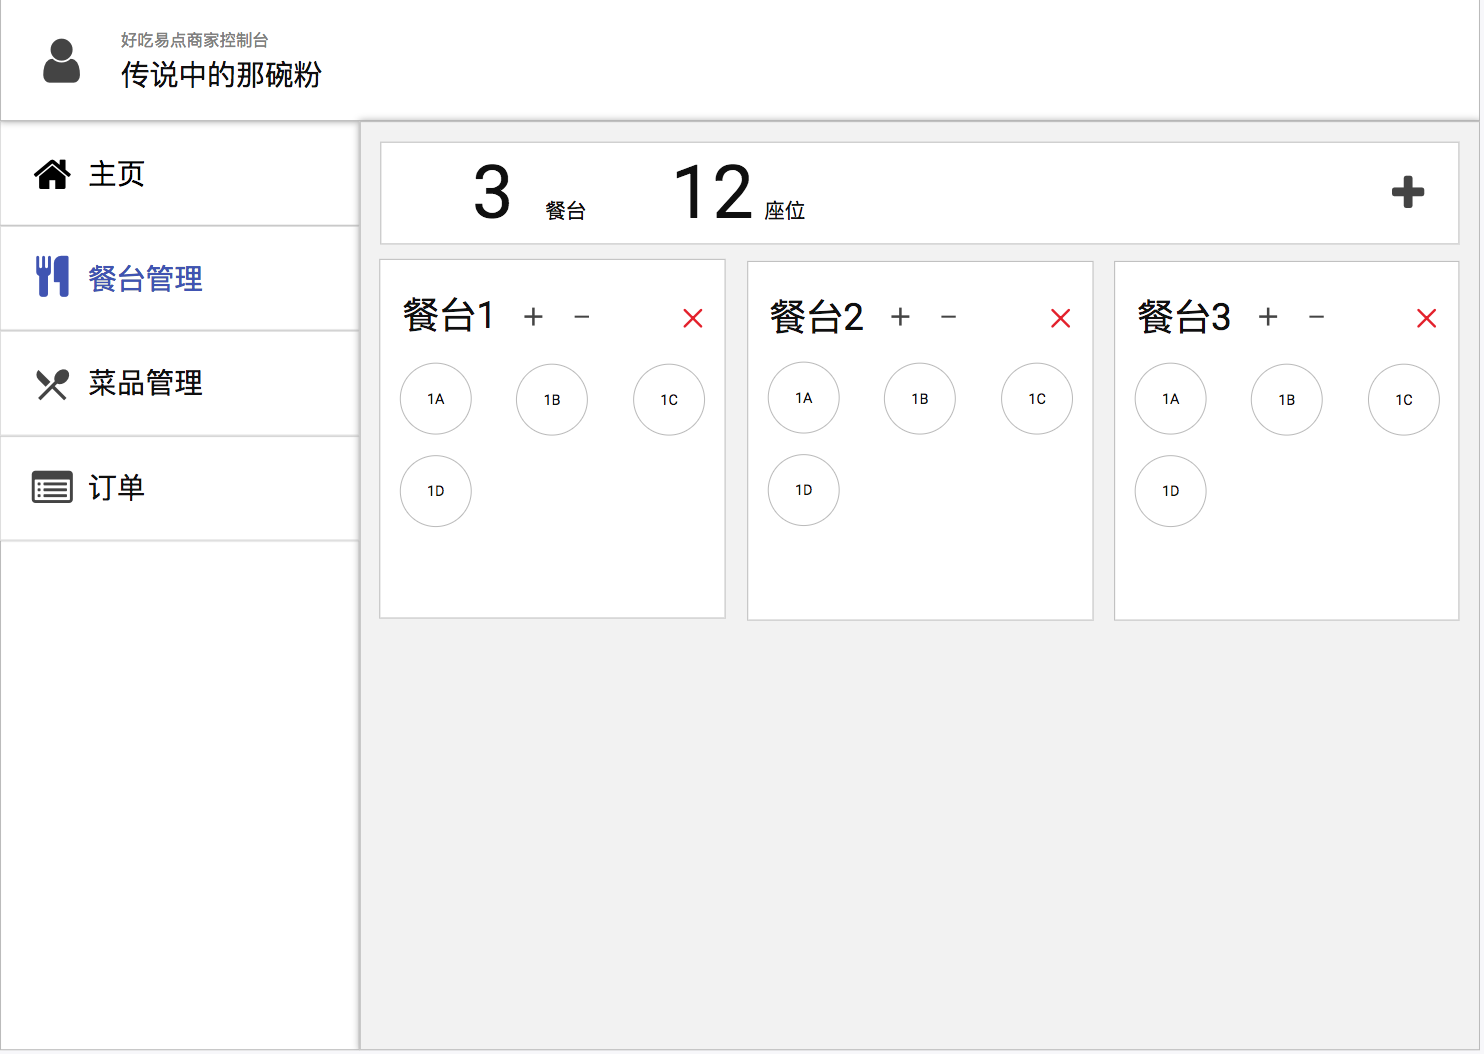 好吃易点商家控制台
传说中的那碗粉
主页
餐台管理
菜品管理
订单
3 餐台 12 座位
餐台1
1A 1B 1C
1D
餐台2
1A 1B 1C
1D
餐台3
1A 1B 1C
1D